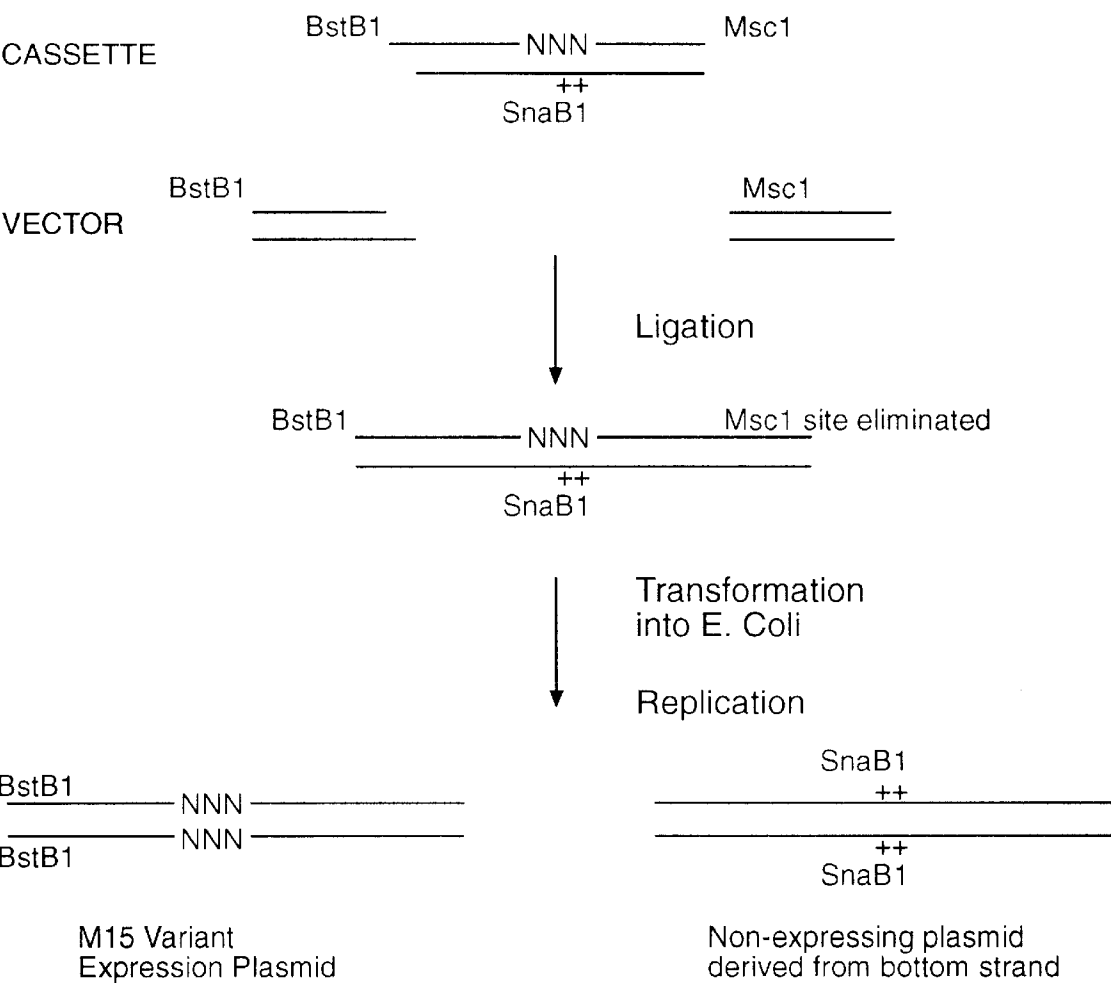 BstB1 NNN Msc1
CASSETTE
++
SnaB1
BstB1 Msc1
VECTOR
Ligation
BstB1 NNN Msc1 site eliminated
++
SnaB1
Transformation
into E. Coli
Replication
SnaB1
BstB1 NNN ++
NNN ++
BstB1 SnaB1
M15 Variant
Expression Plasmid
Non-expressing plasmid
derived from bottom strand